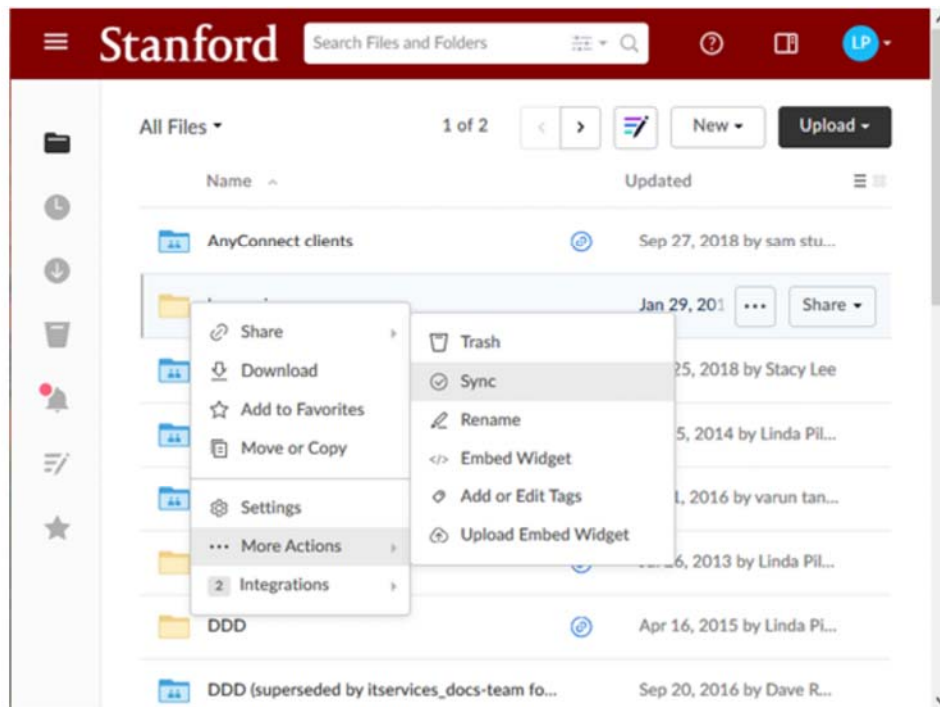 Stanford Search Files and Folders LP
All Files 1 of 2 New Upload
Name Updated
AnyConnect clients Sep 27, 2018 by sam stu...
Jan 29, 201 ... Share
Share
Download
Add to Favorites
Move or Copy
Settings
... More Actions
2 Integrations
Trash
Sync
Rename
</> Embed Widget
Add or Edit Tags
Upload Embed Widget
25, 2018 by Stacy Lee
5, 2014 by Linda Pil...
1, 2016 by varun tan...
6, 2013 by Linda Pil...
DDD Apr 16, 2015 by Linda Pi...
DDD (superseded by itservices_docs-team fo... Sep 20, 2016 by Dave R...